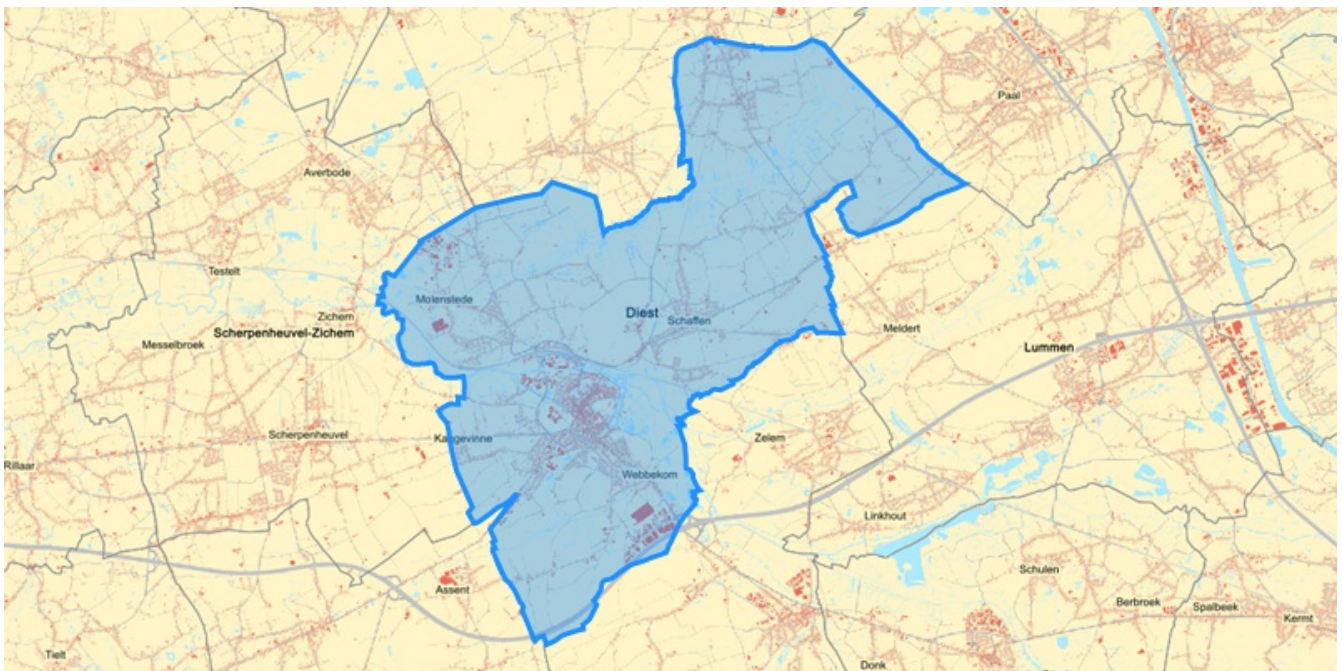 Paal
Averbode
Testelt
Molenstede
Zichem
Diest
Schaffen
Scherpenheuvel-Zichem
Meldert
Messelbroek
Lummen
Scherpenheuvel
Kaggevinne
Zelem
Rillaar
Webbekom
Linkhout
Schulen
Assent
Berbroek
Spalbeek
Kermt
Tielt
Donk